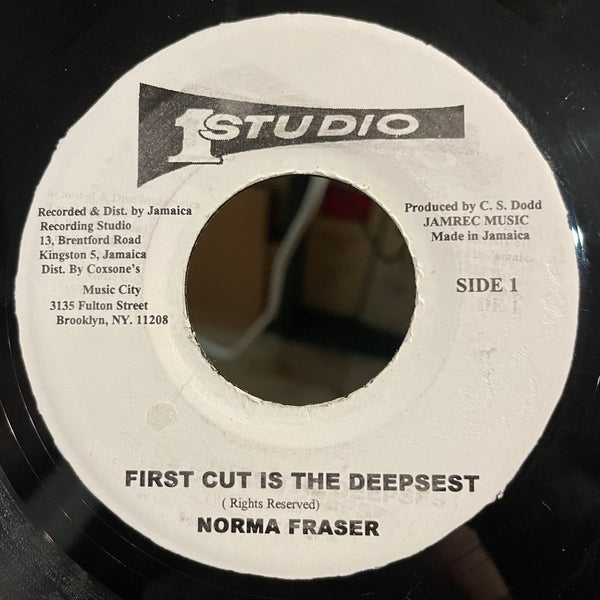 1 STUDIO
Recorded & Dist. by Jamaica
Recording Studio
13, Brentford Road
Kingston 5, Jamaica
Dist. By Coxsone's
Music City
3135 Fulton Street
Brooklyn, NY. 11208
Produced by C. S. Dodd
JAMREC MUSIC
Made in Jamaica
SIDE 1
FIRST CUT IS THE DEEPSEST
( Rights Reserved)
NORMA FRASER